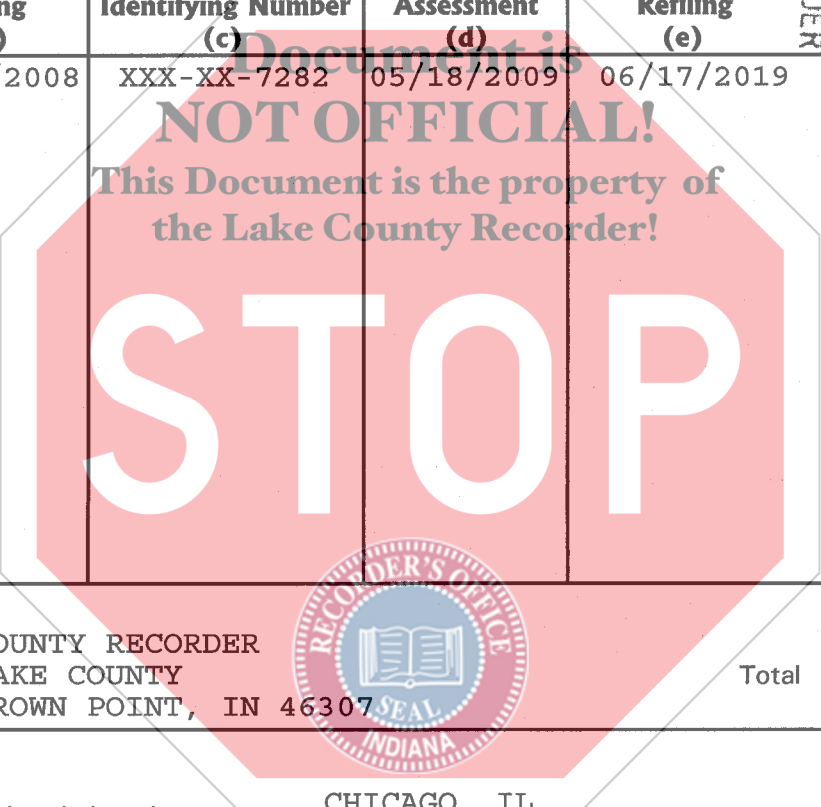 ng Identifying Number Assessment Refiling
) (c) (d) (e)
Document is
/2008 XXX-XX-7282 05/18/2009 06/17/2019
NOT OFFICIAL!
This Document is the property of
the Lake County Recorder!
STOP
RECORDER'S OFFICE
SEAL
INDIANA
OUNTY RECORDER
AKE COUNTY Total
ROWN POINT, IN 46307
CHICAGO, IL